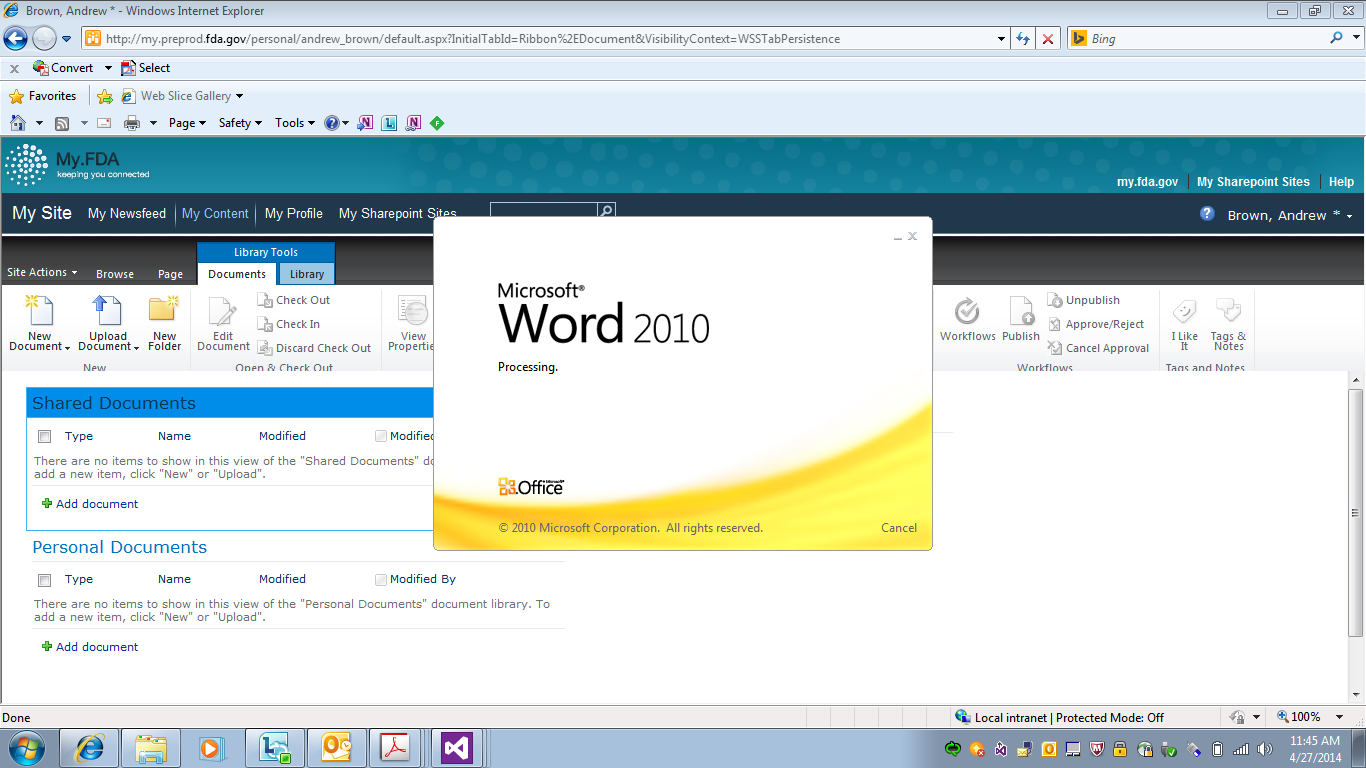 Brown, Andrew * - Windows Internet Explorer
http://my.preprod.fda.gov/personal/andrew_brown/default.aspx?InitialTabId=Ribbon%2EDocument&VisibilityContext=WSSTabPersistence
Bing
x Convert Select
Favorites Web Slice Gallery
Page Safety Tools
My.FDA
keeping you connected
my.fda.gov My Sharepoint Sites Help
My Site My Newsfeed My Content My Profile My Sharepoint Sites
Brown, Andrew *
Library Tools
Site Actions Browse Page Documents Library
New Document
Upload Document
New Folder
New
Edit Document
Check Out
Check In
Discard Check Out
Open & Check Out
View
Propertie
Workflows
Publish
Unpublish
Approve/Reject
Cancel Approval
Workflows
I Like It
Tags & Notes
Tags and Notes
Microsoft®
Word 2010
Processing.
Microsoft®
Office
© 2010 Microsoft Corporation. All rights reserved.
Cancel
Shared Documents
Type Name Modified Modified
There are no items to show in this view of the "Shared Documents" do
add a new item, click "New" or "Upload".
Add document
Personal Documents
Type Name Modified Modified By
There are no items to show in this view of the "Personal Documents" document library. To
add a new item, click "New" or "Upload".
Add document
Done
Local intranet | Protected Mode: Off
100%
11:45 AM
4/27/2014